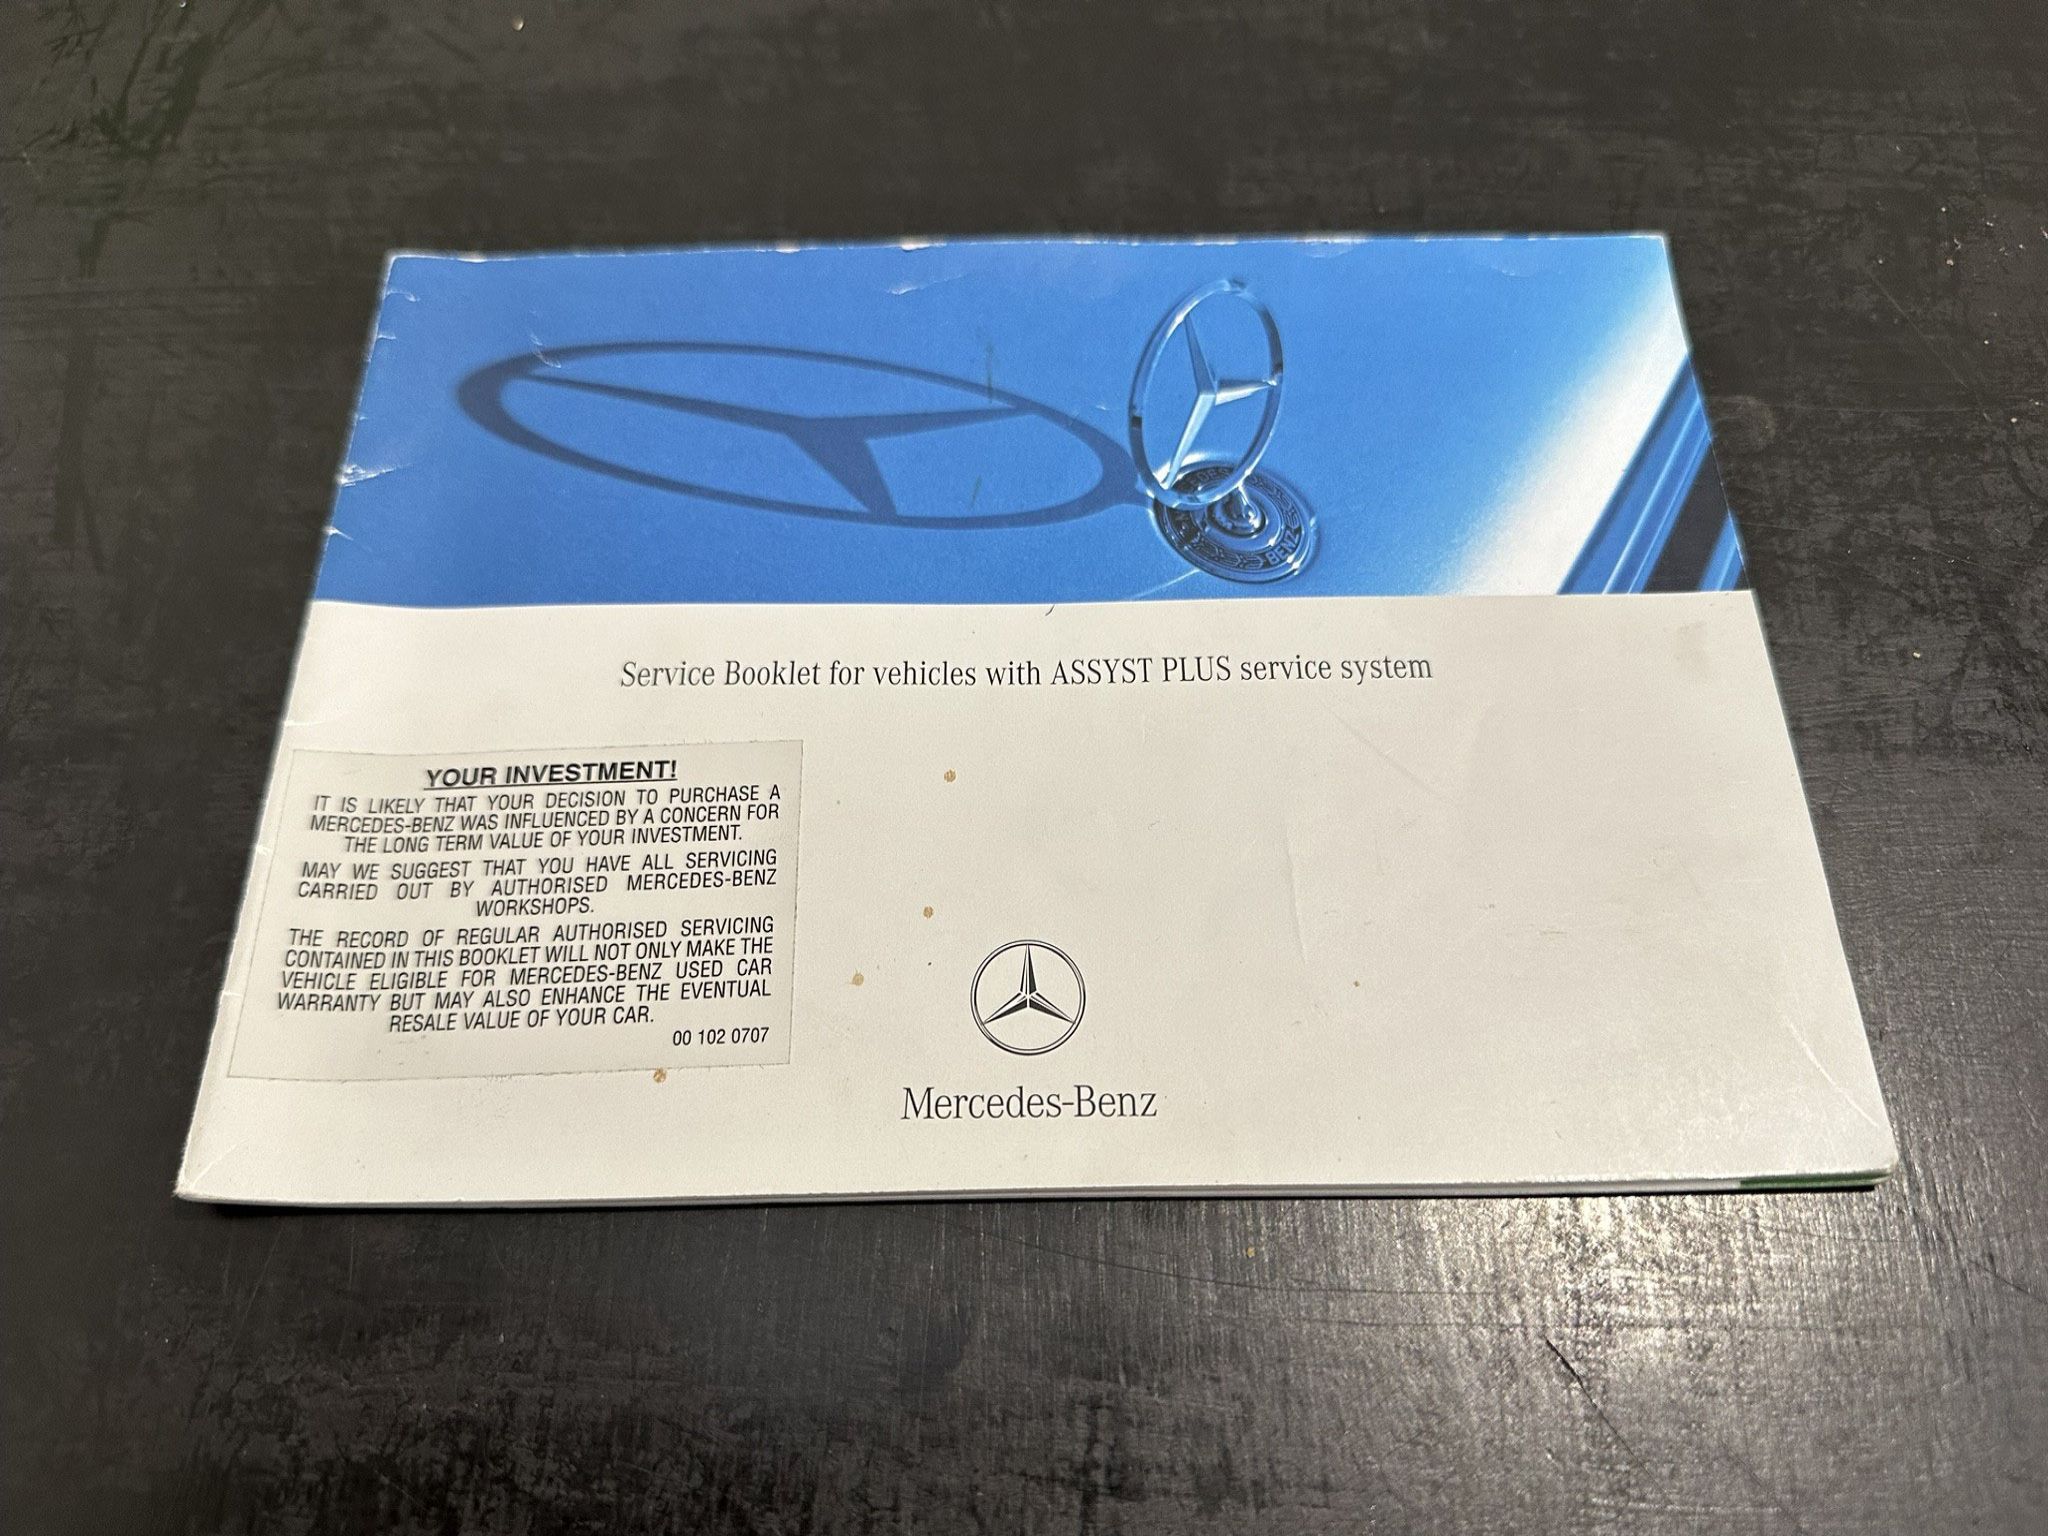 BENZ
Service Booklet for vehicles with ASSYST PLUS service system
YOUR INVESTMENT!
IT IS LIKELY THAT YOUR DECISION TO PURCHASE A
MERCEDES-BENZ WAS INFLUENCED BY A CONCERN FOR
THE LONG TERM VALUE OF YOUR INVESTMENT.
MAY WE SUGGEST THAT YOU HAVE ALL SERVICING
CARRIED OUT BY AUTHORISED MERCEDES-BENZ
WORKSHOPS.
THE RECORD OF REGULAR AUTHORISED SERVICING
CONTAINED IN THIS BOOKLET WILL NOT ONLY MAKE THE
VEHICLE ELIGIBLE FOR MERCEDES-BENZ USED CAR
WARRANTY BUT MAY ALSO ENHANCE THE EVENTUAL
RESALE VALUE OF YOUR CAR.
00 102 0707
Mercedes-Benz